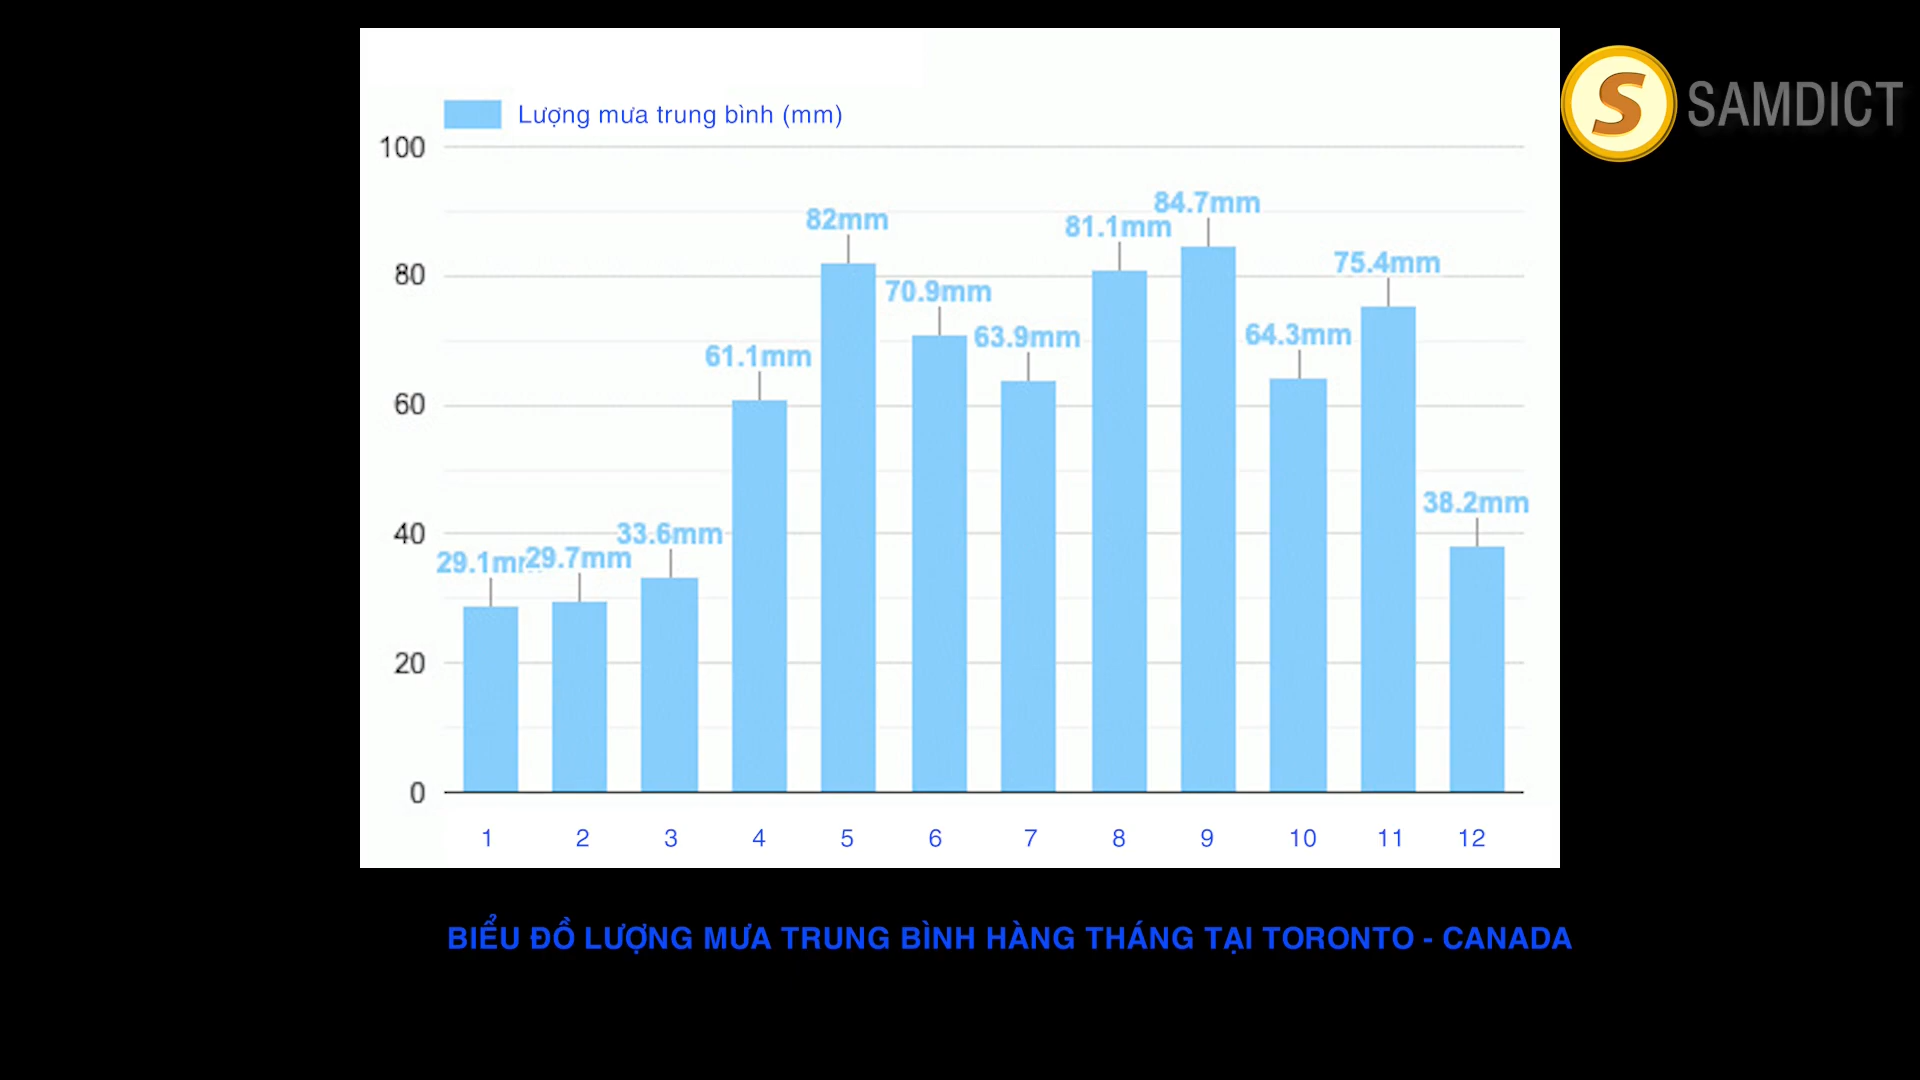 SAMDICT
Lượng mưa trung bình (mm)
100
80
60
40
20
0
84.7mm
82mm
81.1mm
75.4mm
70.9mm
63.9mm
64.3mm
61.1mm
38.2mm
33.6mm
29.7mm
1 2 3 4 5 6 7 8 9 10 11 12
BIỂU ĐỒ LƯỢNG MƯA TRUNG BÌNH HÀNG THÁNG TẠI TORONTO - CANADA